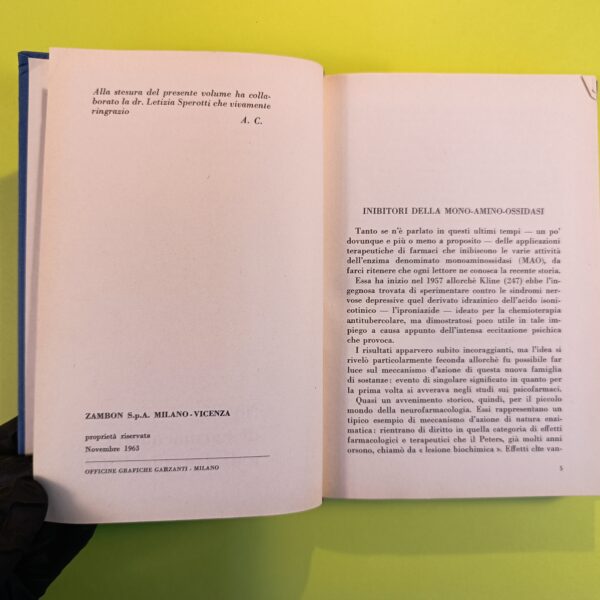 Alla stesura del presente volume ha colla-
borato la dr. Letizia Sperotti che vivamente
ringrazio
A. C.
ZAMBON S.p.A. MILANO - VICENZA
proprietà riservata
Novembre 1963
OFFICINE GRAFICHE GARZANTI - MILANO
INIBITORI DELLA MONO-AMINO-OSSIDASI
Tanto se n'è parlato in questi ultimi tempi — un po'
dovunque e più o meno a proposito — delle applicazioni
terapeutiche di farmaci che inibiscono le varie attività
dell'enzima denominato monoaminossidasi (MAO), da
farci ritenere che ogni lettore ne conosca la recente storia.
Essa ha inizio nel 1957 allorchè Kline (247) ebbe l'in-
gegnosa trovata di sperimentare contro le sindromi ner-
vose depressive quel derivato idrazinico dell'acido isoni-
cotinico — l'iproniazide — ideato per la chemioterapia
antitubercolare, ma dimostratosi poco utile in tale im-
piego a causa appunto dell'intensa eccitazione psichica
che provoca.
I risultati apparvero subito incoraggianti, ma l'idea si
rivelò particolarmente feconda allorchè fu possibile far
luce sul meccanismo d'azione di questa nuova famiglia
di sostanze: evento di singolare significato in quanto per
la prima volta si avverava negli studi sui psicofarmaci.
Quasi un avvenimento storico, quindi, per il piccolo
mondo della neurofarmacologia. Essi rappresentano un
tipico esempio di meccanismo d'azione di natura enzi-
matica: rientrano di diritto in quella categoria di effetti
farmacologici e terapeutici che il Peters, già molti anni
orsono, chiamò da « lesione biochimica ». Effetti che van-
5